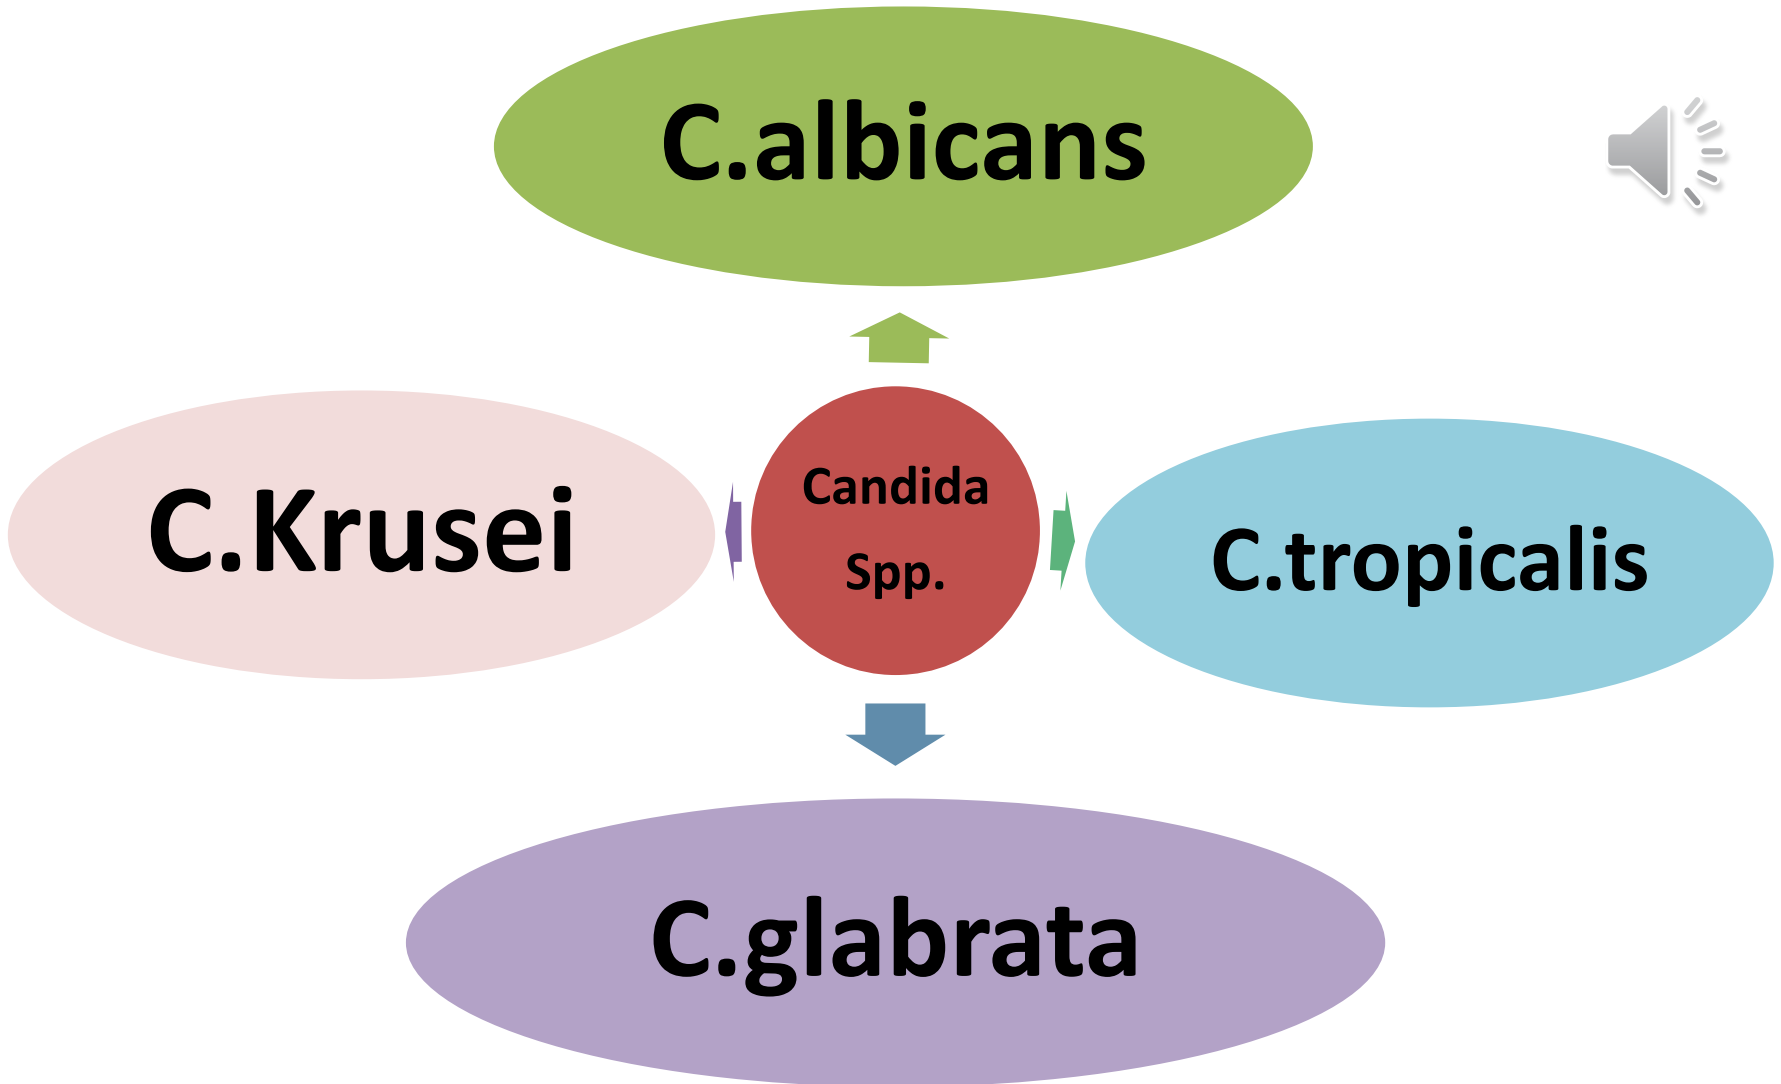 C.albicans
C.Krusei
Candida
Spp.
C.tropicalis
C.glabrata